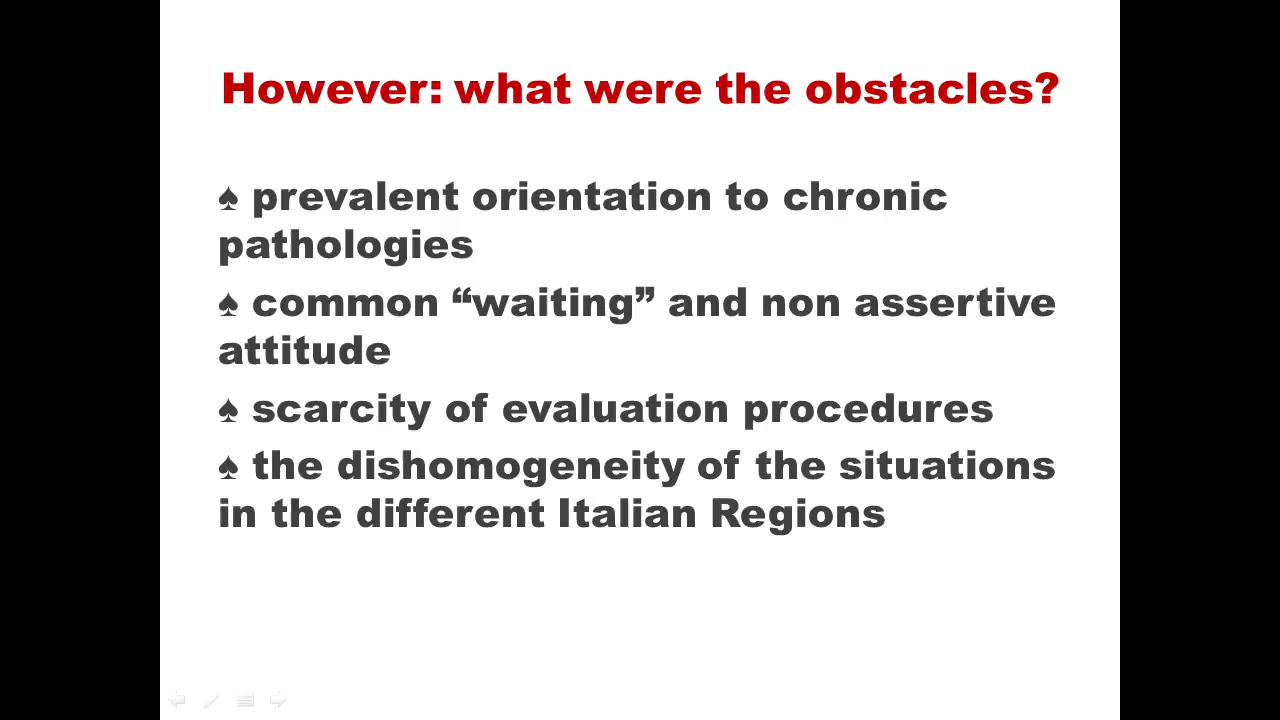 However: what were the obstacles?
♠ prevalent orientation to chronic
pathologies
♠ common “waiting” and non assertive
attitude
♠ scarcity of evaluation procedures
♠ the dishomogeneity of the situations
in the different Italian Regions